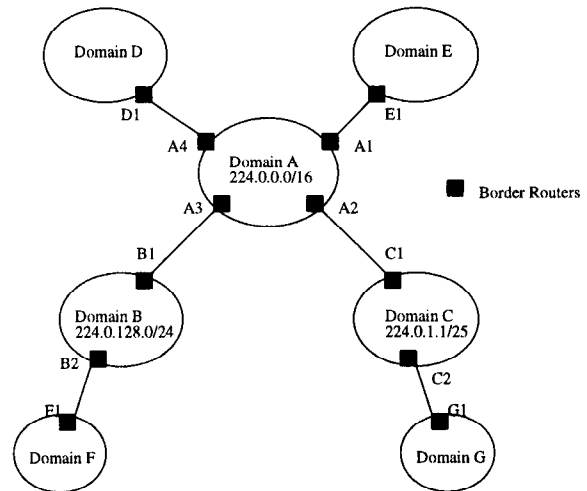 Domain D
Domain E
D1
E1
A4
A1
Domain A
224.0.0.0/16
Border Routers
A3
A2
B1
C1
Domain B
224.0.128.0/24
Domain C
224.0.1.1/25
B2
C2
F1
G1
Domain F
Domain G